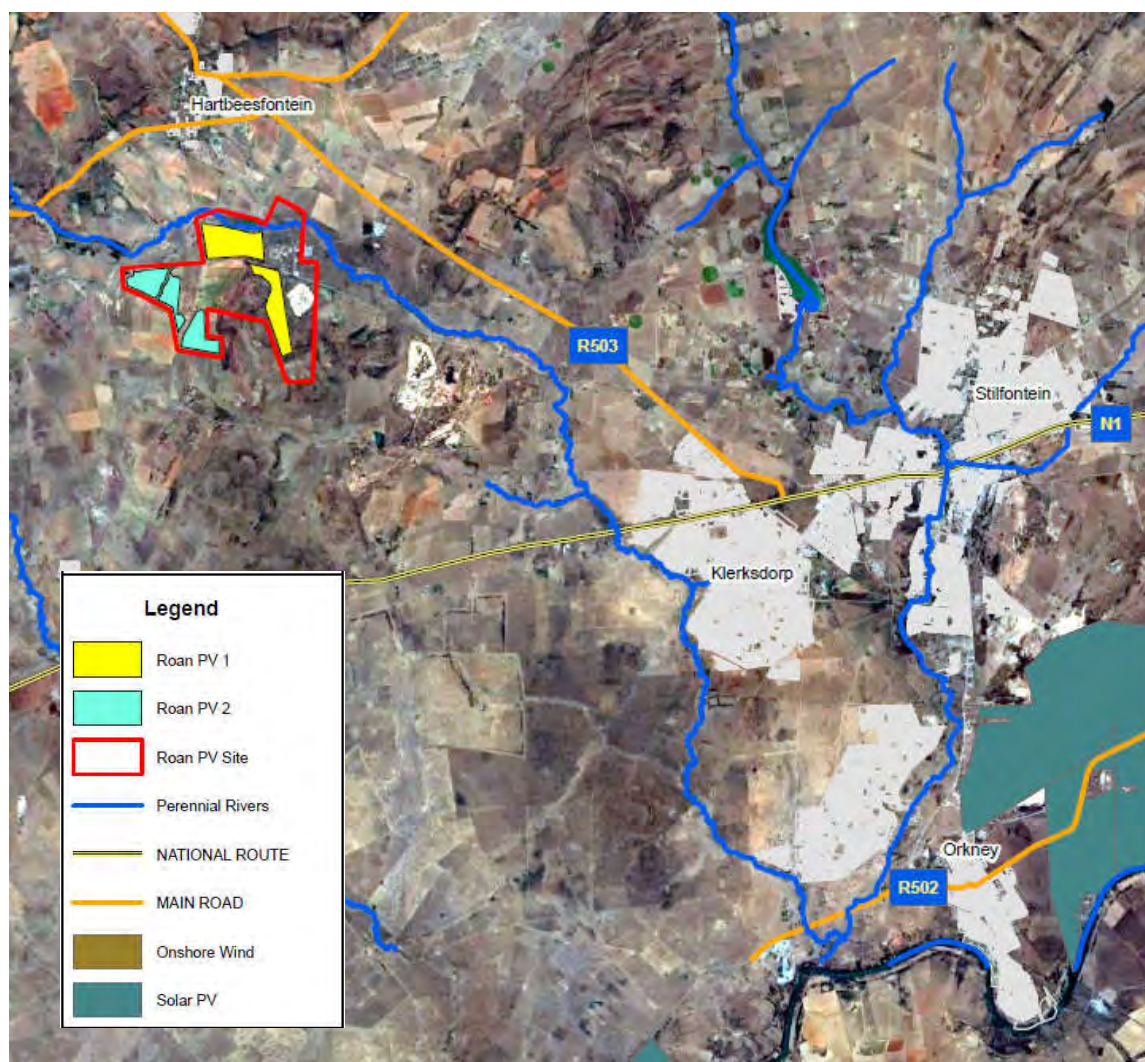 Hartbeesfontein
R503
Stilfontein
N1
Klerksdorp
Orkney
R502
Legend
Roan PV 1
Roan PV 2
Roan PV Site
Perennial Rivers
NATIONAL ROUTE
MAIN ROAD
Onshore Wind
Solar PV